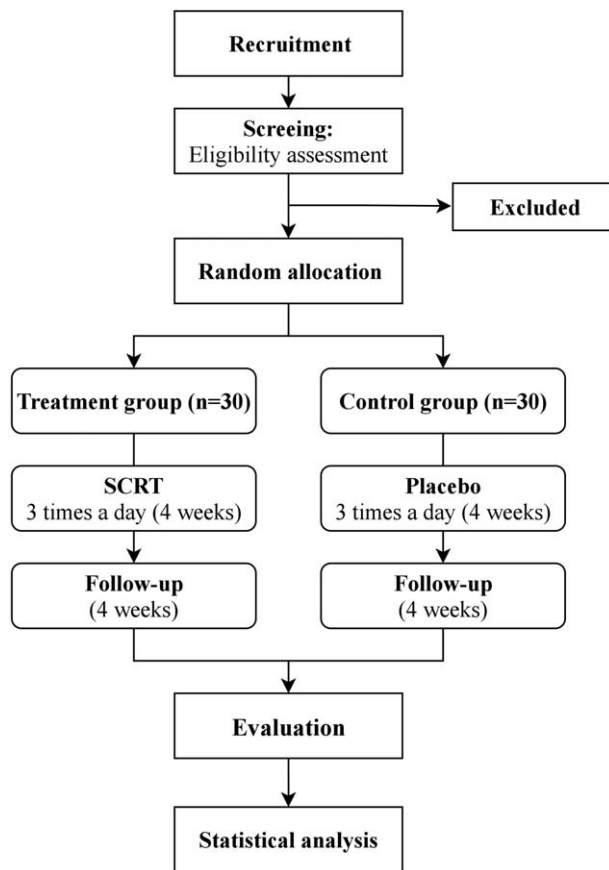 Recruitment
Screeing:
Eligibility assessment
Excluded
Random allocation
Treatment group (n=30)
Control group (n=30)
SCRT
3 times a day (4 weeks)
Placebo
3 times a day (4 weeks)
Follow-up
(4 weeks)
Follow-up
(4 weeks)
Evaluation
Statistical analysis